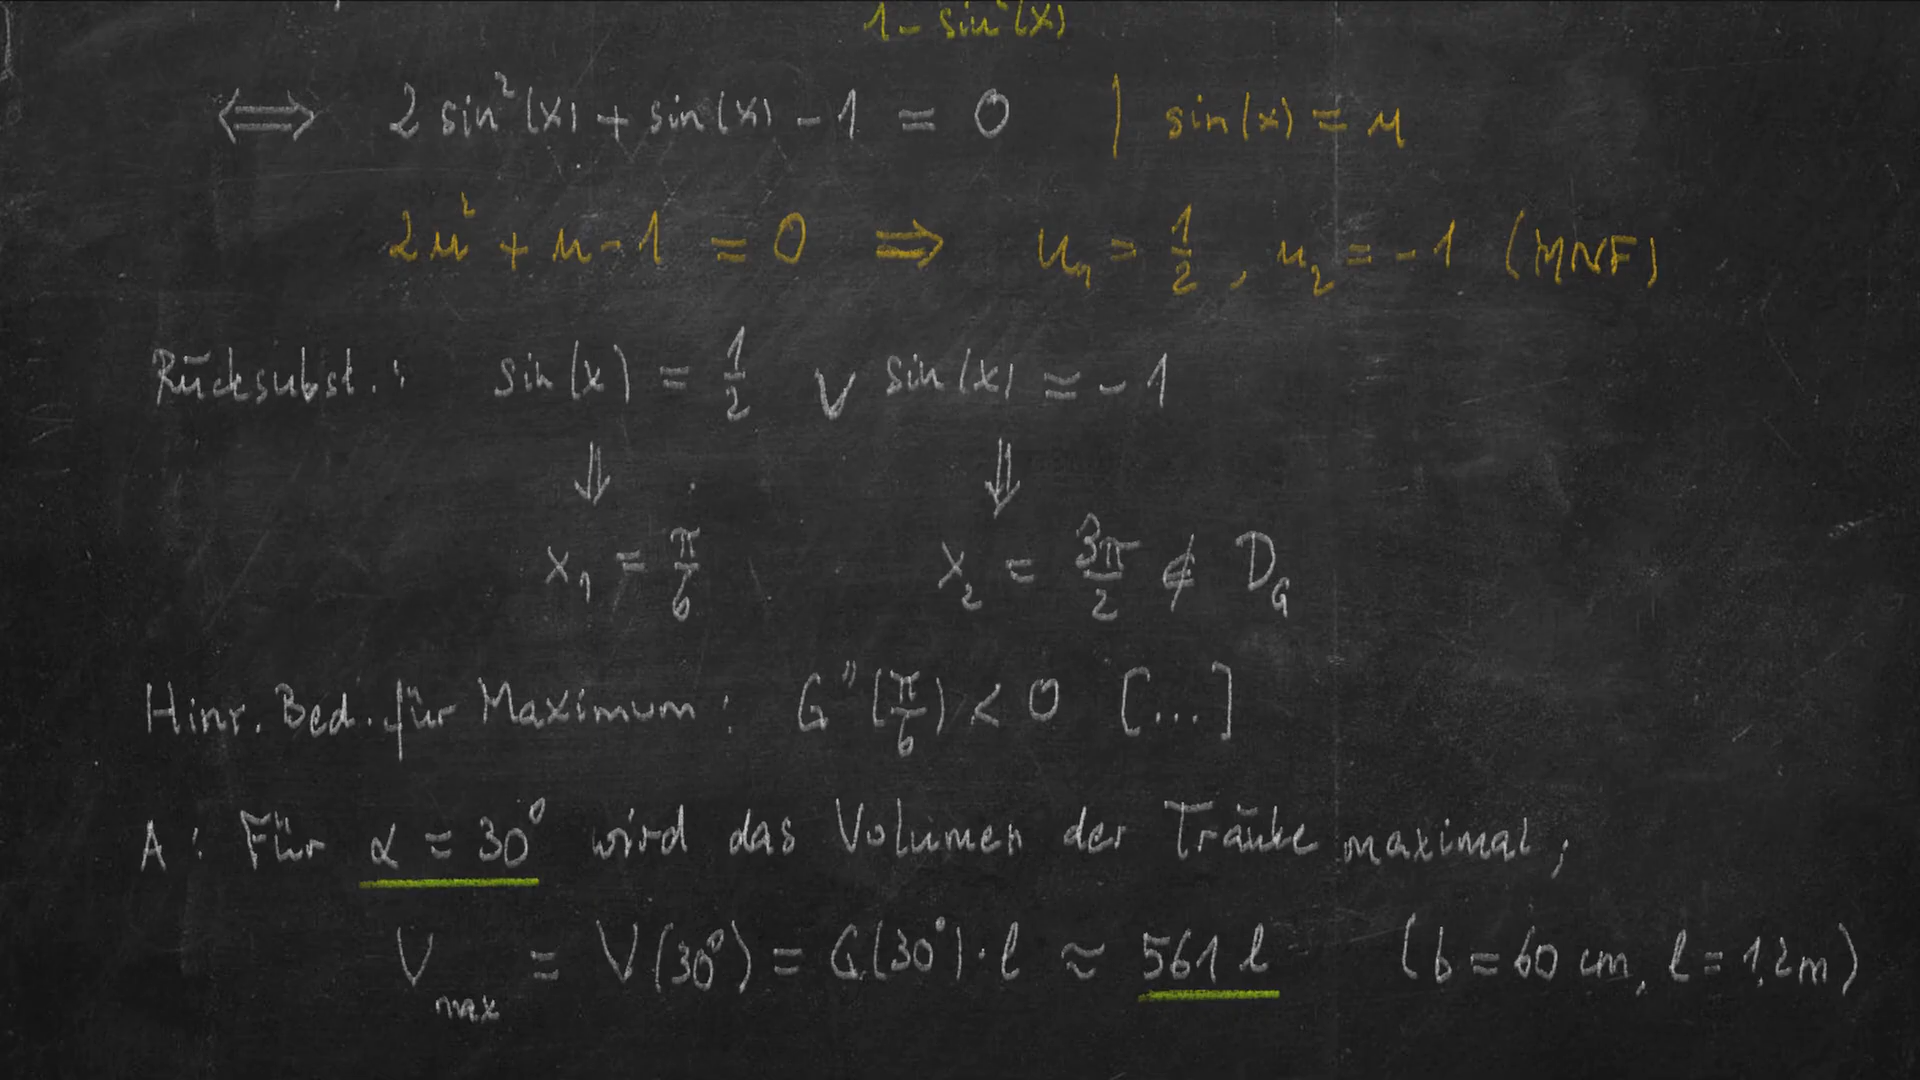 1 - sin²(x)
⟺ 2 sin²(x) + sin(x) - 1 = 0 | sin(x) = u
2u² + u - 1 = 0 ⇒ u₁ = 1/2, u₂ = -1 (MNF)
Rücksubst.: sin(x) = 1/2 ∨ sin(x) = -1
⇓ ⇓
x₁ = π/6 x₂ = 3π/2 ∉ D_G
Hinr. Bed. für Maximum: G''(π/6) < 0 [...]
A: Für α = 30° wird das Volumen der Tränke maximal;
V_max = V(30°) = G(30°) · l ≈ 561 l (b = 60 cm, l = 1,2m)